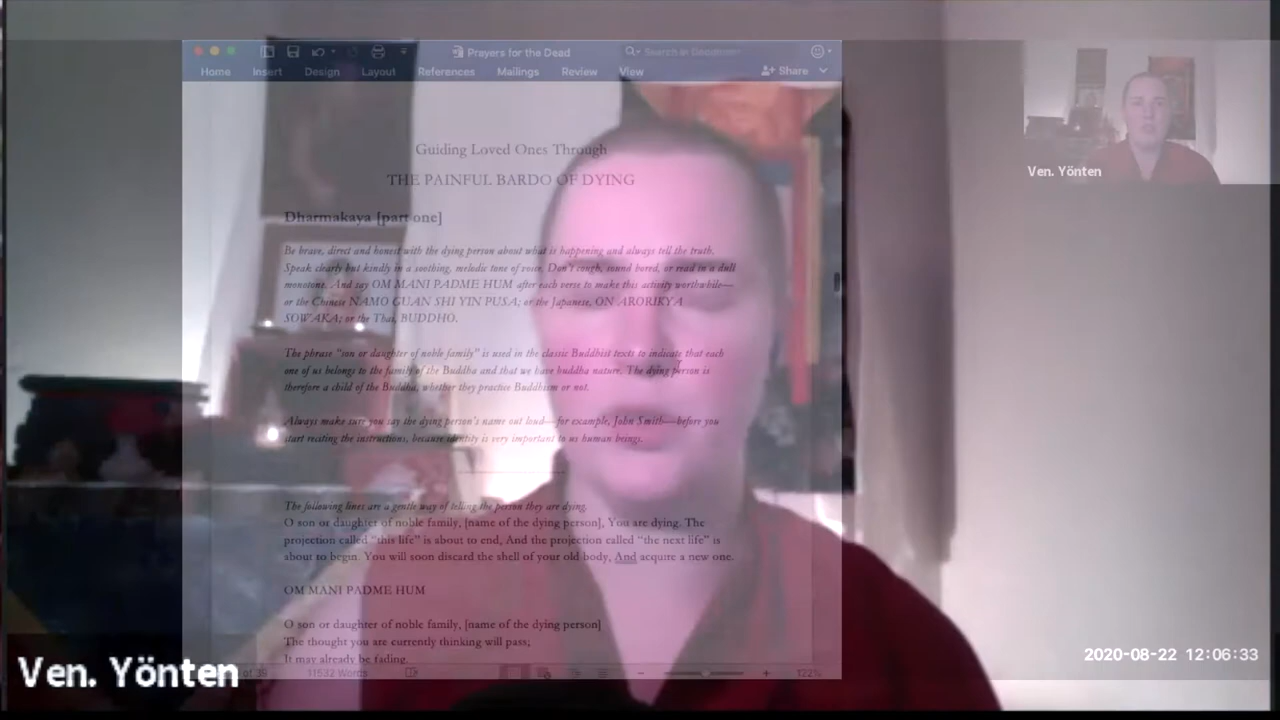 Prayers for the Dead
Search in Document
Home Insert Design Layout References Mailings Review View Share
Ven. Yönten
Guiding Loved Ones Through
THE PAINFUL BARDO OF DYING
Dharmakaya [part one]
Be brave, direct and honest with the dying person about what is happening and always tell the truth.
Speak clearly but kindly in a soothing, melodic tone of voice. Don't cough, sound bored, or read in a dull
monotone. And say OM MANI PADME HUM after each verse to make this activity worthwhile—
or the Chinese NAMO GUAN SHI YIN PUSA; or the Japanese, ON ARORIKYA
SOWAKA; or the Thai, BUDDHO.
The phrase “son or daughter of noble family” is used in the classic Buddhist texts to indicate that each
one of us belongs to the family of the Buddha and that we have buddha nature. The dying person is
therefore a child of the Buddha, whether they practice Buddhism or not.
Always make sure you say the dying person's name out loud—for example, John Smith—before you
start reciting the instructions, because identity is very important to us human beings.
The following lines are a gentle way of telling the person they are dying.
O son or daughter of noble family, [name of the dying person], You are dying. The
projection called “this life” is about to end, And the projection called “the next life” is
about to begin. You will soon discard the shell of your old body, And acquire a new one.
OM MANI PADME HUM
O son or daughter of noble family, [name of the dying person]
The thought you are currently thinking will pass;
It may already be fading.
2020-08-22 12:06:33
Ven. Yönten
of 39 11532 Words 122%